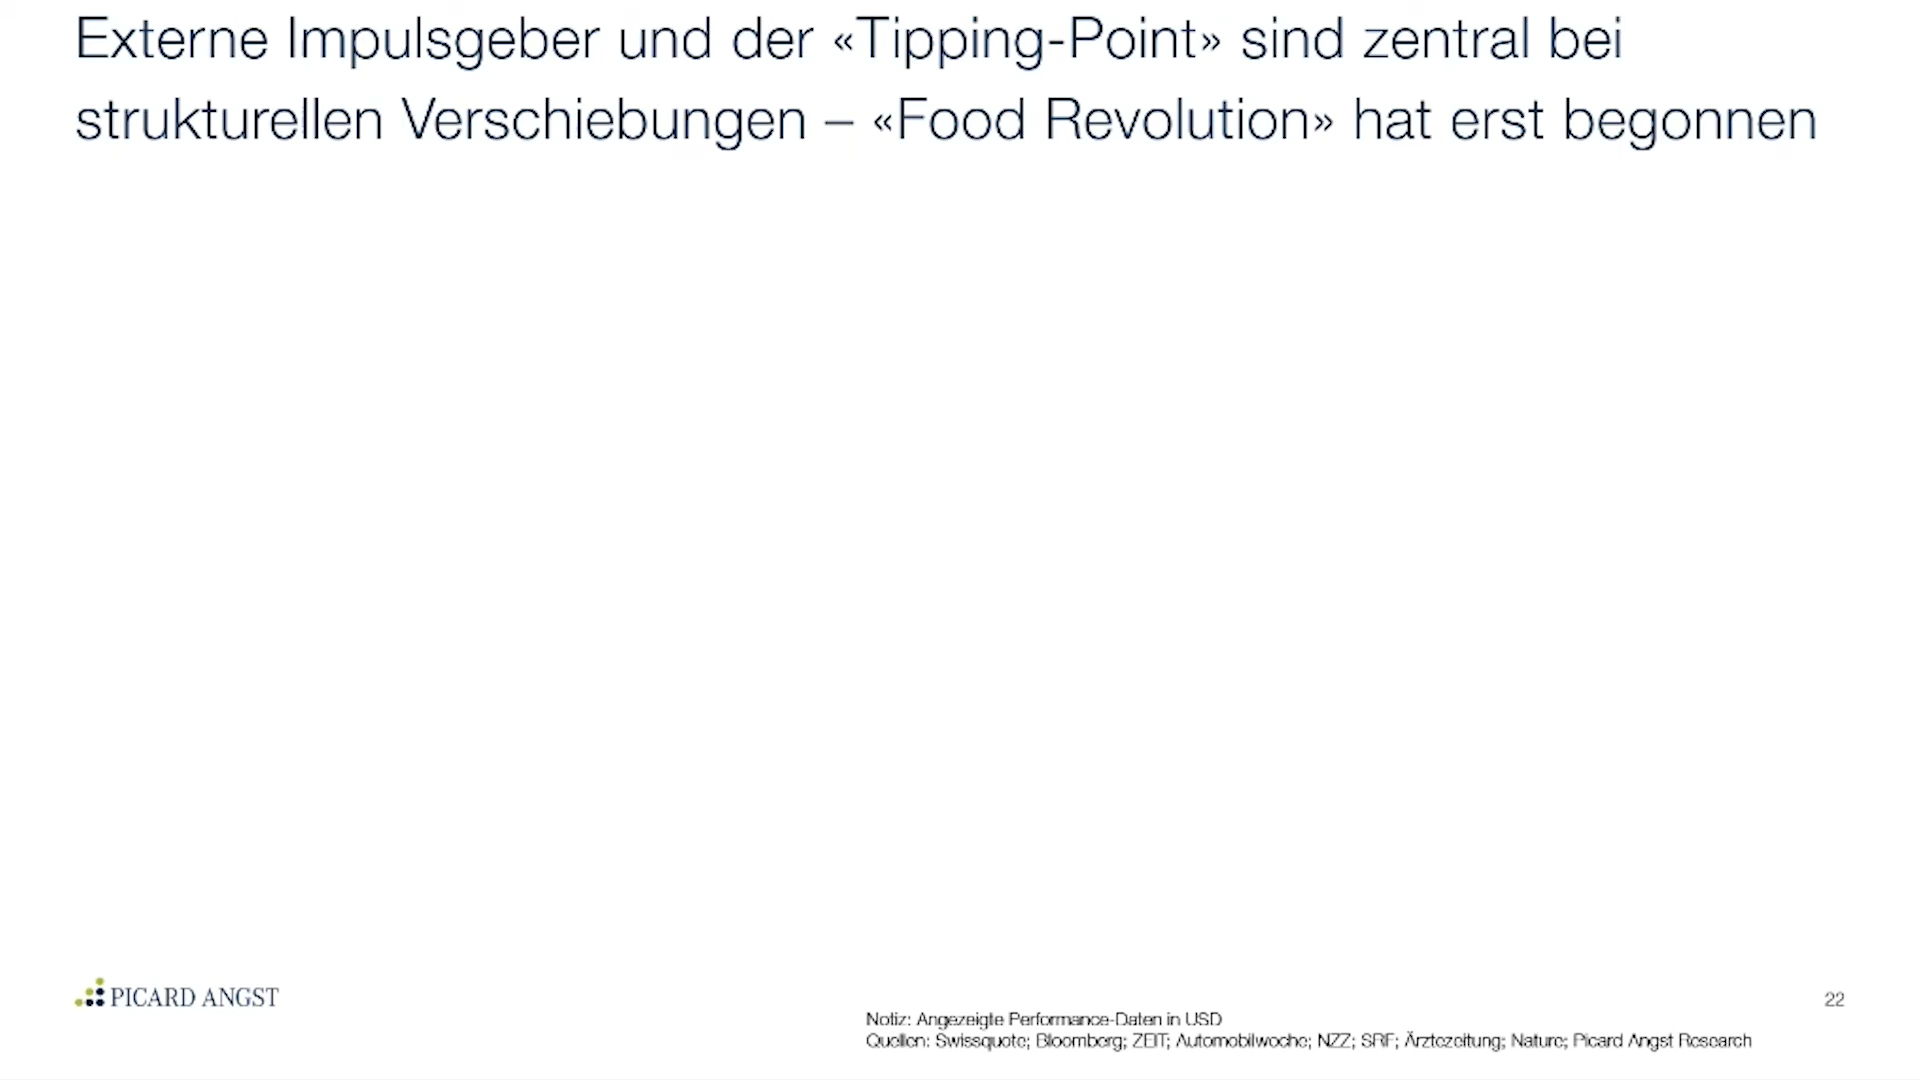 Externe Impulsgeber und der «Tipping-Point» sind zentral bei
strukturellen Verschiebungen – «Food Revolution» hat erst begonnen
PICARD ANGST
22
Notiz: Angezeigte Performance-Daten in USD
Quellen: Swissquote; Bloomberg; ZEIT; Automobilwoche; NZZ; SRF; Ärztezeitung; Nature; Picard Angst Research